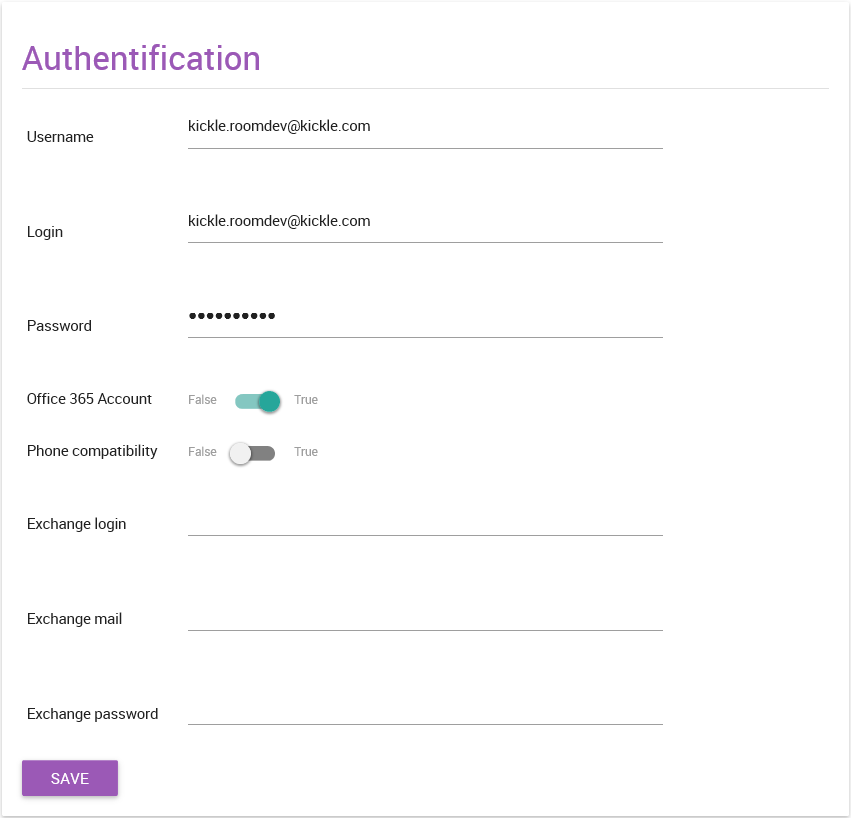 Authentification
Username kickle.roomdev@kickle.com
Login kickle.roomdev@kickle.com
Password ••••••••••
Office 365 Account False True
Phone compatibility False True
Exchange login
Exchange mail
Exchange password
SAVE